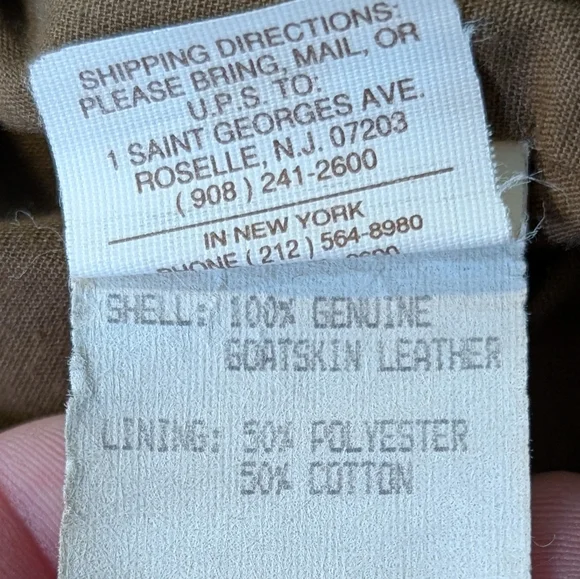 SHIPPING DIRECTIONS:
PLEASE BRING, MAIL, OR
U.P.S. TO:
1 SAINT GEORGES AVE.
ROSELLE, N.J. 07203
(908) 241-2600
IN NEW YORK
PHONE (212) 564-8980
SHELL: 100% GENUINE
GOATSKIN LEATHER
LINING: 50% POLYESTER
50% COTTON